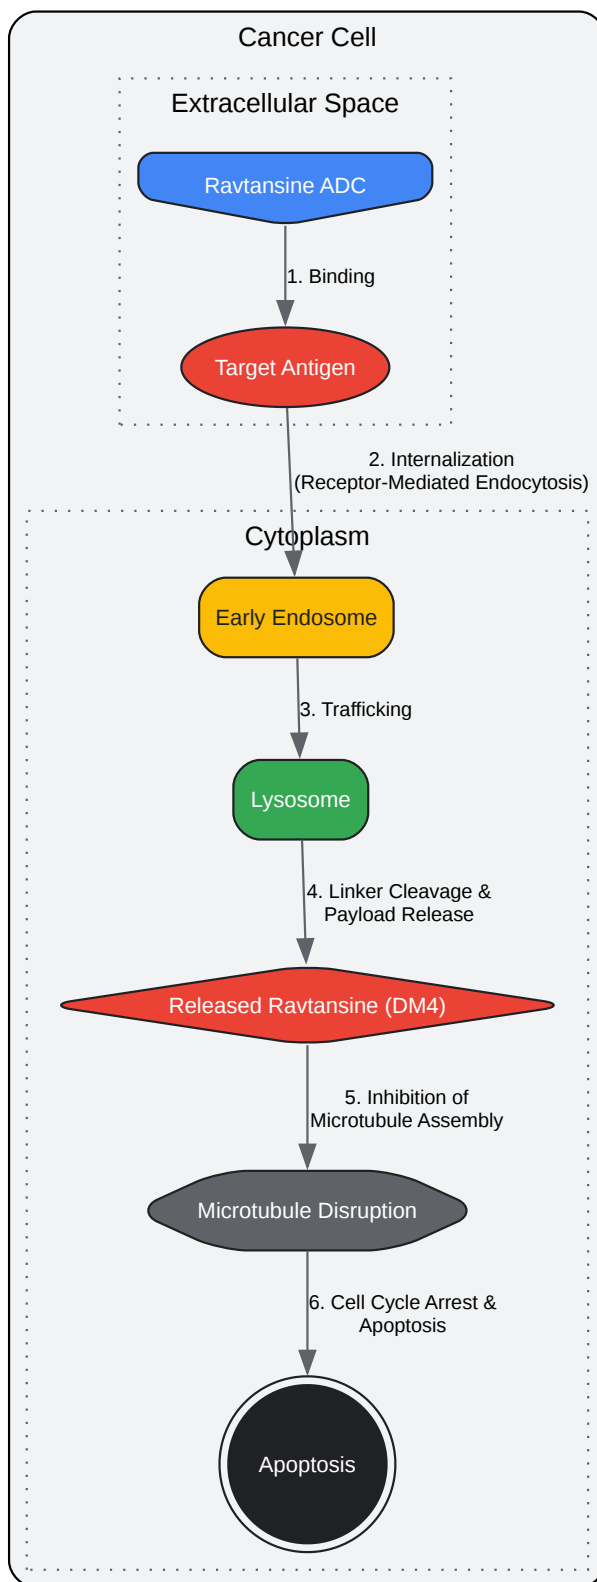 Cancer Cell
Extracellular Space
Ravtansine ADC
1. Binding
Target Antigen
2. Internalization
(Receptor-Mediated Endocytosis)
Cytoplasm
Early Endosome
3. Trafficking
Lysosome
4. Linker Cleavage &
Payload Release
Released Ravtansine (DM4)
5. Inhibition of
Microtubule Assembly
Microtubule Disruption
6. Cell Cycle Arrest &
Apoptosis
Apoptosis